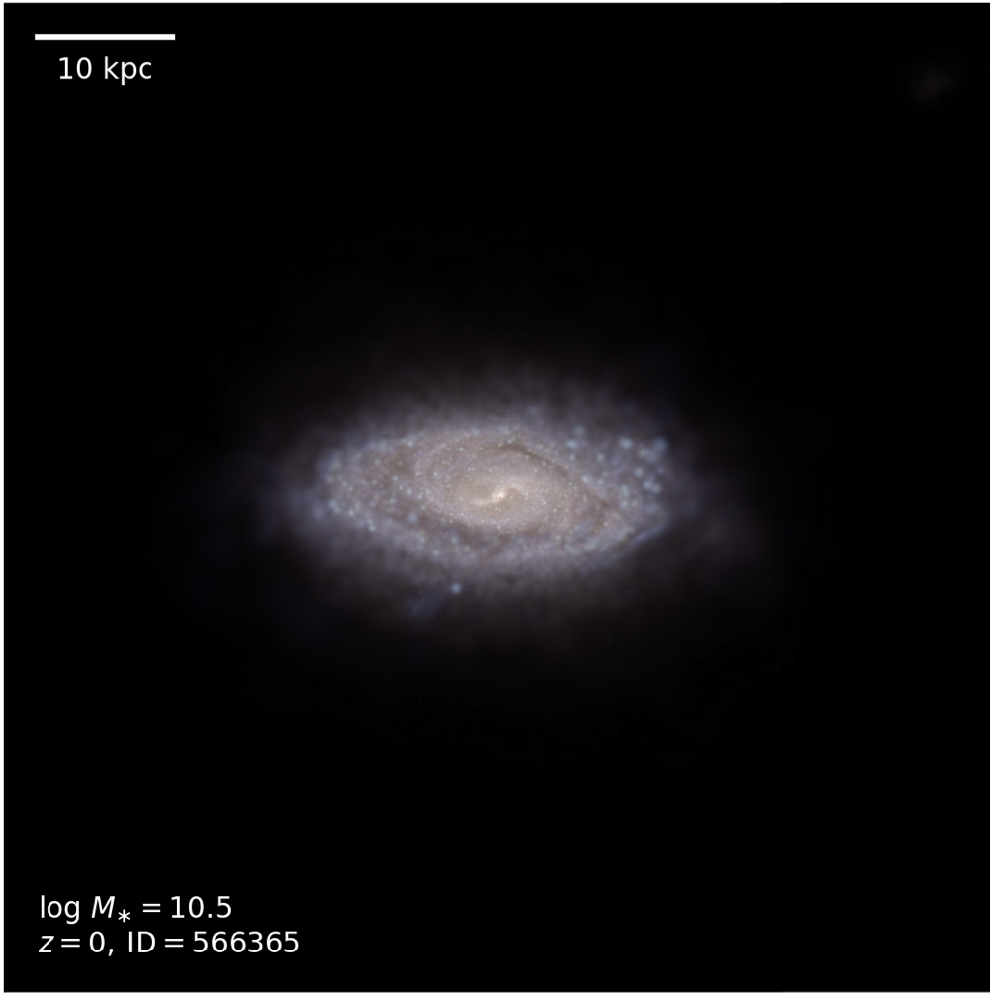 10 kpc
log M* = 10.5
z = 0, ID = 566365